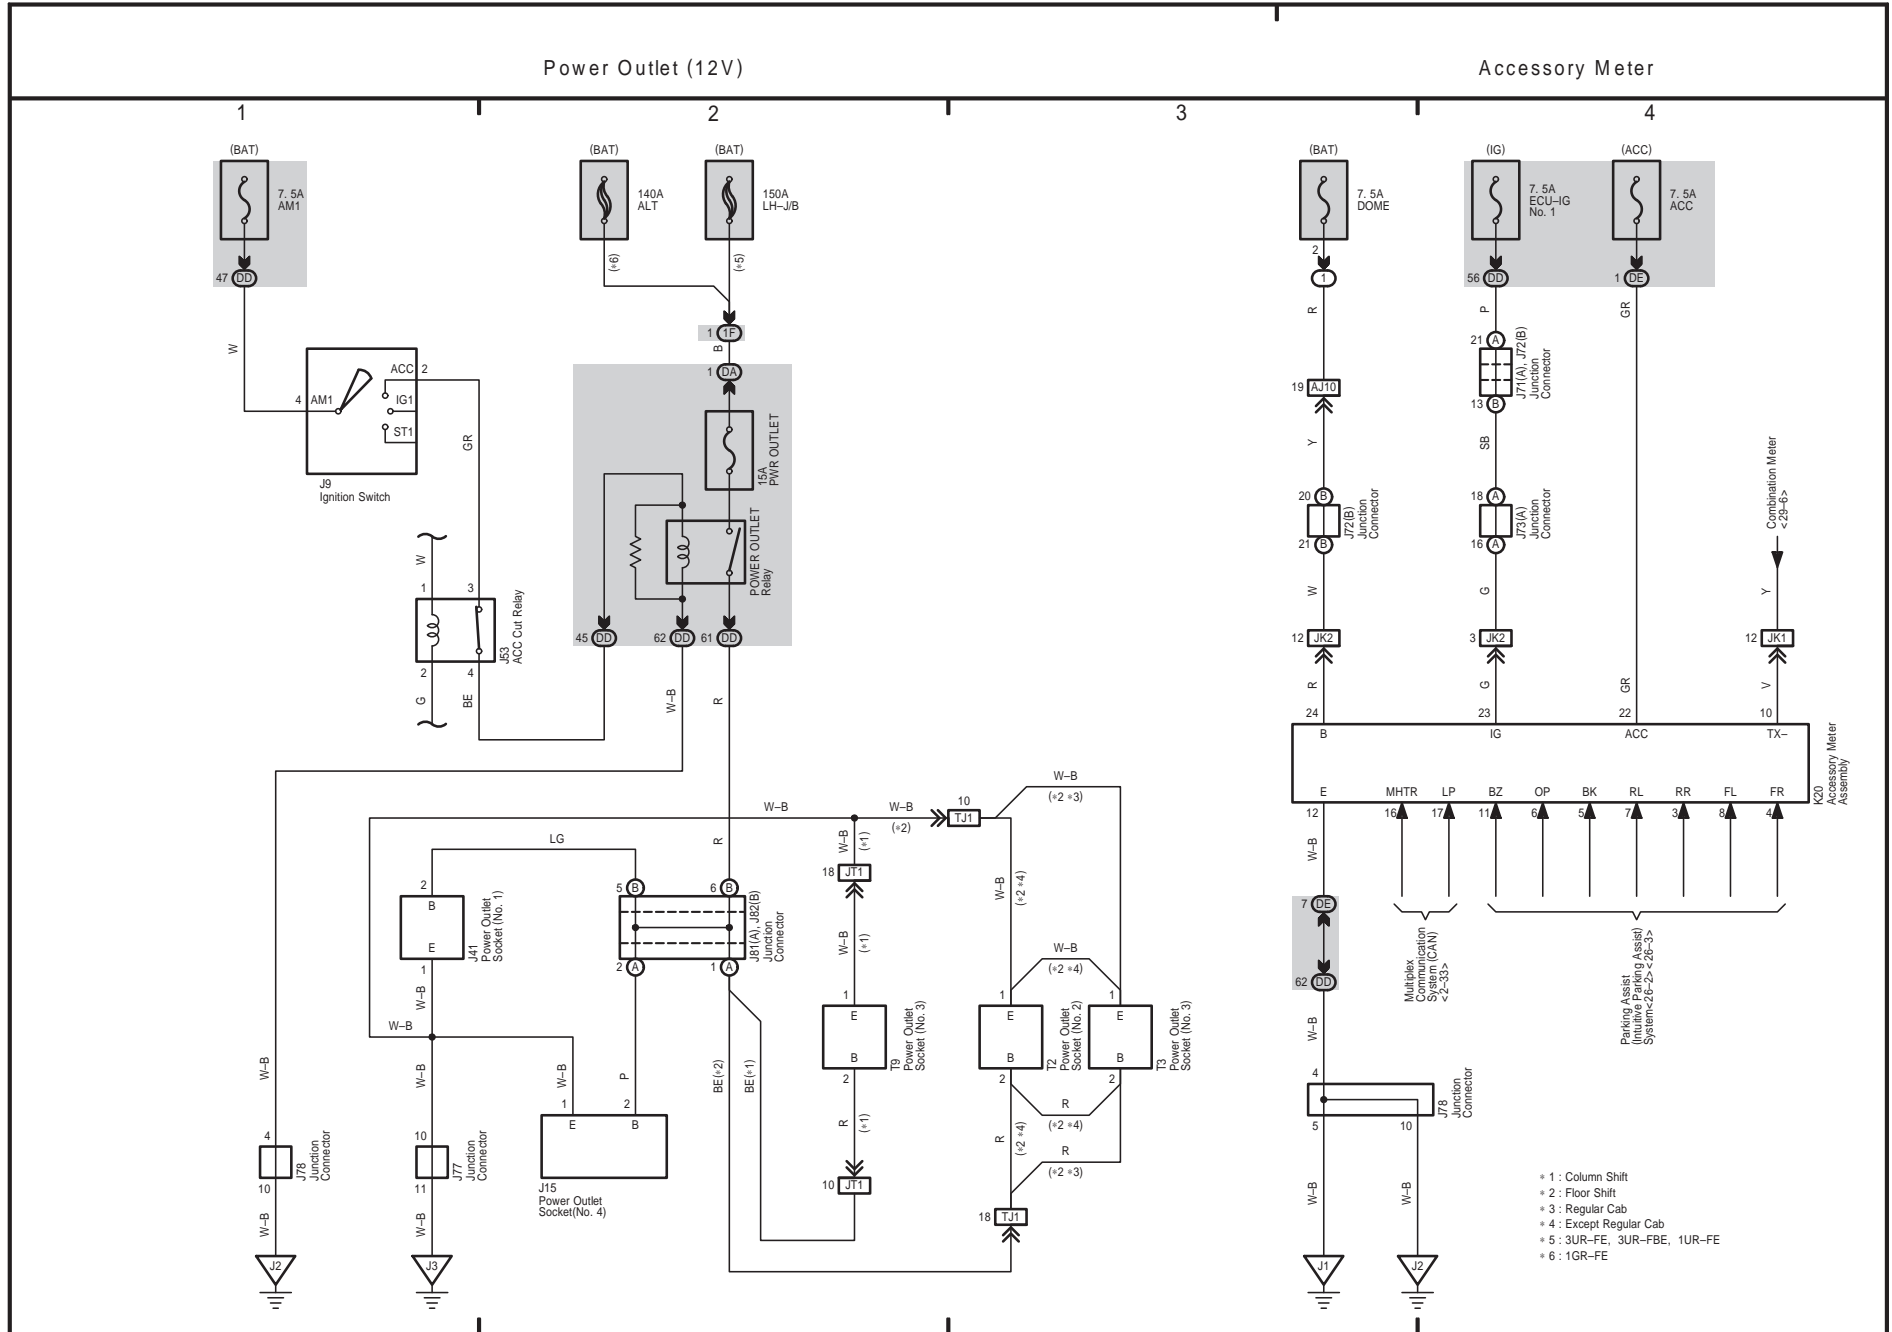 Power Outlet (12V)
Accessory Meter
1
2
3
4
(BAT)
7. 5A
AM1
47 DD
W
4 AM1
ACC 2
IG1
ST1
J9
Ignition Switch
GR
W
1
3
J53
ACC Cut Relay
2
4
G
BE
(BAT)
140A
ALT
(∗6)
(BAT)
150A
LH–J/B
(∗5)
1 1F
B
1 DA
15A
PWR OUTLET
POWER OUTLET
Relay
45 DD
62 DD
61 DD
W–B
R
R
W–B
W–B
(∗2)
10
TJ1
W–B
(∗2 ∗3)
LG
2
B
E
1
J41
Power Outlet
Socket (No. 1)
W–B
W–B
5 B
6 B
2 A
1 A
J81(A), J82(B)
Junction
Connector
W–B
(∗1)
18 JT1
W–B
(∗1)
1
E
B
2
T9
Power Outlet
Socket (No. 3)
R
(∗1)
10 JT1
W–B
(∗2 ∗4)
W–B
(∗2 ∗4)
1
E
B
2
T2
Power Outlet
Socket (No. 2)
1
E
B
2
T3
Power Outlet
Socket (No. 3)
R
(∗2 ∗4)
R
(∗2 ∗4)
R
(∗2 ∗3)
18 TJ1
BE(∗2)
BE(∗1)
W–B
4
J78
Junction
Connector
10
W–B
J2
W–B
10
J77
Junction
Connector
11
W–B
J3
W–B
P
1
2
E
B
J15
Power Outlet
Socket(No. 4)
(BAT)
7. 5A
DOME
2
1
R
19 AJ10
Y
20 B
J72(B)
Junction
Connector
21 B
W
12 JK2
R
24
(IG)
7. 5A
ECU–IG
No. 1
56 DD
P
21 A
J71(A), J72(B)
Junction
Connector
13 B
SB
18 A
J73(A)
Junction
Connector
16 A
G
3 JK2
G
23
(ACC)
7. 5A
ACC
1 DE
GR
GR
22
Combination Meter
<29–6>
Y
12 JK1
V
10
B
IG
ACC
TX–
E
MHTR
LP
BZ
OP
BK
RL
RR
FL
FR
K20
Accessory Meter
Assembly
12
16
17
11
6
5
7
3
8
4
W–B
7 DE
62 DD
W–B
Multiplex
Communication
System (CAN)
<2–33>
Parking Assist
(Intuitive Parking Assist)
System<26–2><26–3>
4
J78
Junction
Connector
5
10
W–B
W–B
J1
J2
∗ 1 : Column Shift
∗ 2 : Floor Shift
∗ 3 : Regular Cab
∗ 4 : Except Regular Cab
∗ 5 : 3UR–FE, 3UR–FBE, 1UR–FE
∗ 6 : 1GR–FE